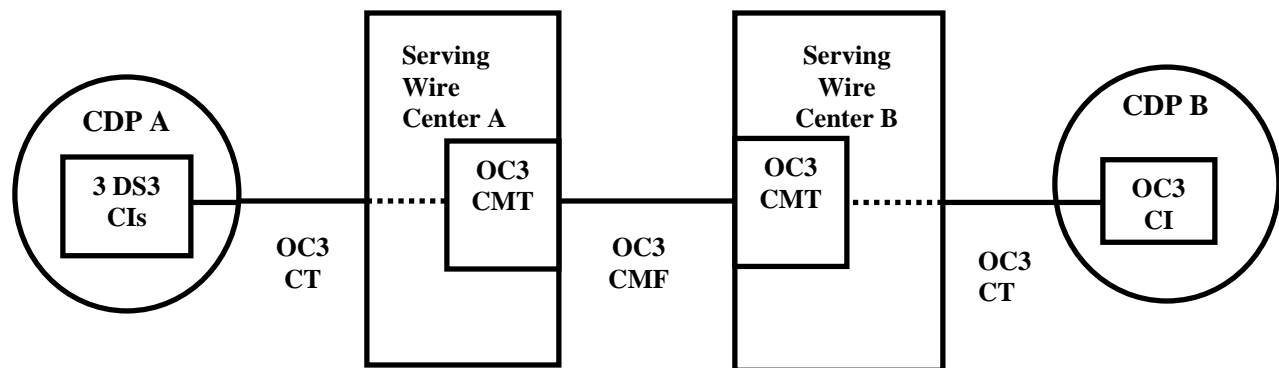 CDP A
3 DS3
CIs
OC3
CT
Serving
Wire
Center A
OC3
CMT
OC3
CMF
Serving
Wire
Center B
OC3
CMT
OC3
CT
CDP B
OC3
CI